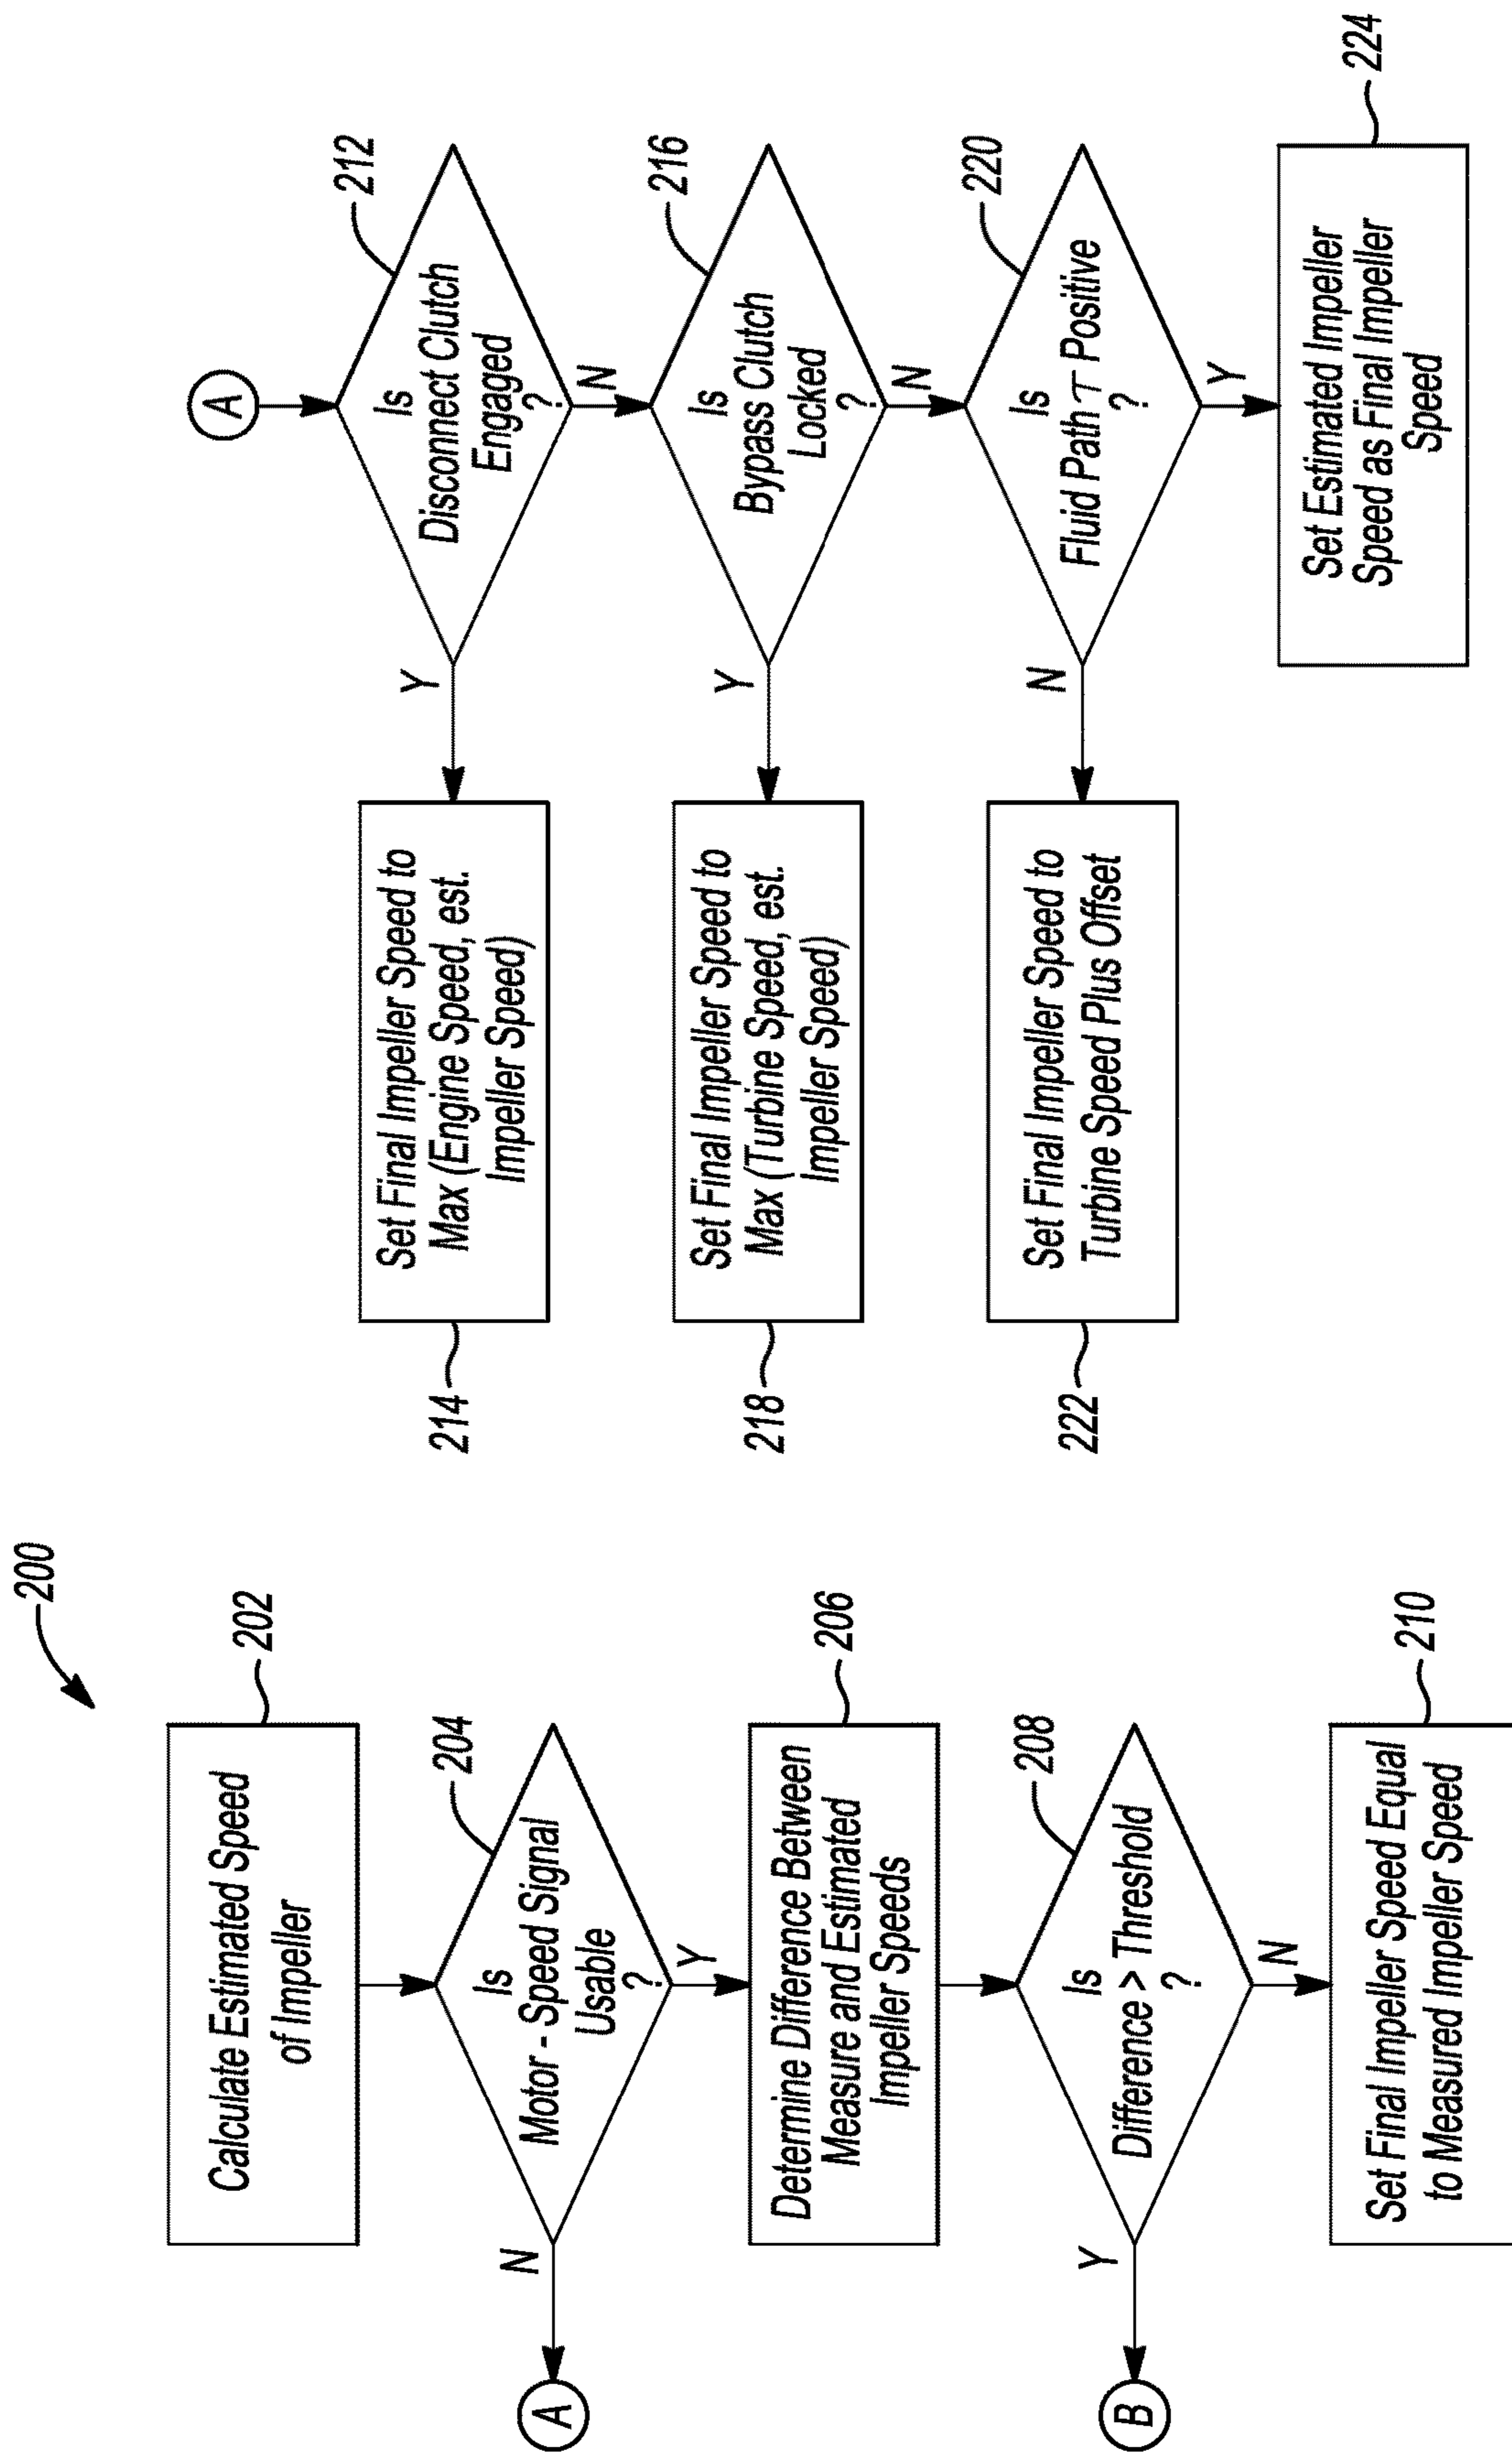 200
Calculate Estimated Speed
of Impeller
202
Is
Motor - Speed Signal
Usable
?
204
N
A
Y
Determine Difference Between
Measure and Estimated
Impeller Speeds
206
Is
Difference > Threshold
?
208
Y
B
N
Set Final Impeller Speed Equal
to Measured Impeller Speed
210
A
Is
Disconnect Clutch
Engaged
?
212
Y
Set Final Impeller Speed to
Max (Engine Speed, est.
Impeller Speed)
214
N
Is
Bypass Clutch
Locked
?
216
Y
Set Final Impeller Speed to
Max (Turbine Speed, est.
Impeller Speed)
218
N
Is
Fluid Path τ Positive
?
220
N
Set Final Impeller Speed to
Turbine Speed Plus Offset
222
Y
Set Estimated Impeller
Speed as Final Impeller
Speed
224